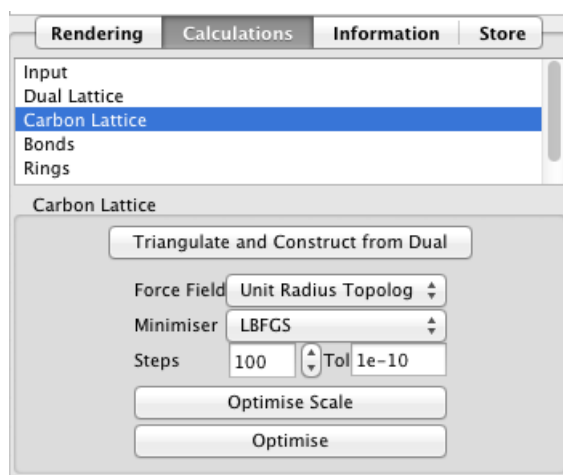 Rendering Calculations Information Store
Input
Dual Lattice
Carbon Lattice
Bonds
Rings
Carbon Lattice
Triangulate and Construct from Dual
Force Field Unit Radius Topolog
Minimiser LBFGS
Steps 100 Tol 1e-10
Optimise Scale
Optimise